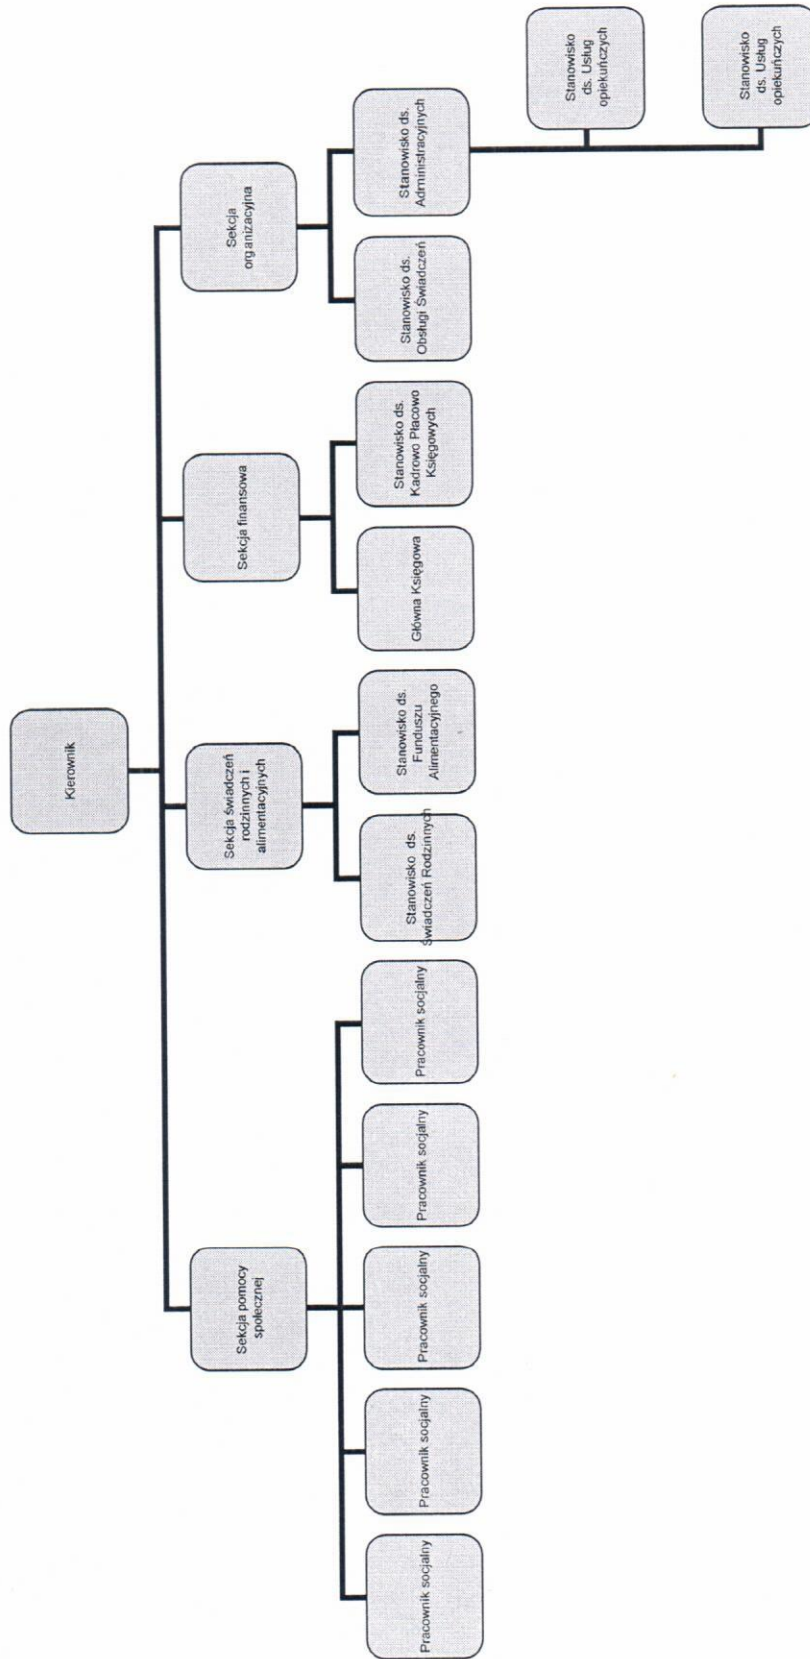 Kierownik
Sekcja pomocy
społecznej
Sekcja świadczeń
rodzinnych i
alimentacyjnych
Sekcja finansowa
Sekcja
organizacyjna
Pracownik socjalny
Pracownik socjalny
Pracownik socjalny
Pracownik socjalny
Pracownik socjalny
Stanowisko ds.
Świadczeń Rodzinnych
Stanowisko ds.
Funduszu
Alimentacyjnego
Główna Księgowa
Stanowisko ds.
Kadrowo Płacowo
Księgowych
Stanowisko ds.
Obsługi Świadczeń
Stanowisko ds.
Administracyjnych
Stanowisko
ds. Usług
opiekuńczych
Stanowisko
ds. Usług
opiekuńczych